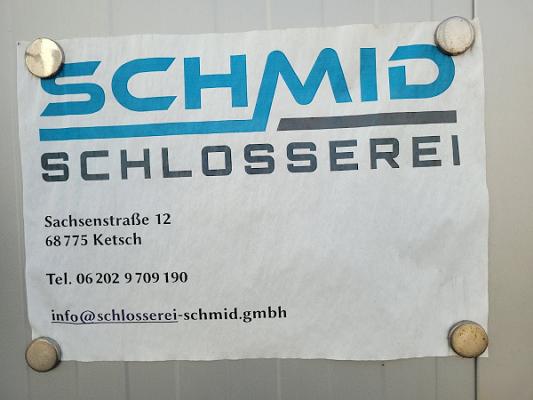 SCHMID
SCHLOSSEREI
Sachsenstraße 12
68775 Ketsch
Tel. 06202 9709190
info@schlosserei-schmid.gmbh